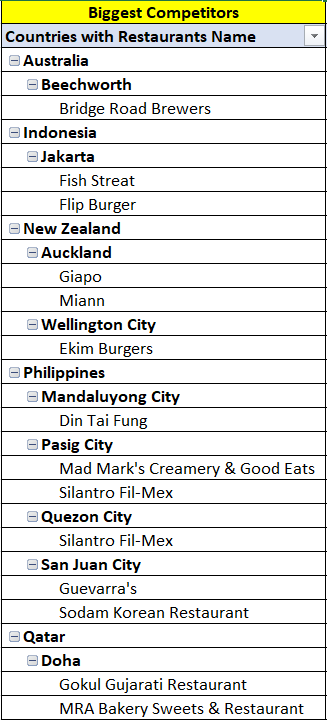 Biggest Competitors
Countries with Restaurants Name
Australia
Beechworth
Bridge Road Brewers
Indonesia
Jakarta
Fish Streat
Flip Burger
New Zealand
Auckland
Giapo
Miann
Wellington City
Ekim Burgers
Philippines
Mandaluyong City
Din Tai Fung
Pasig City
Mad Mark's Creamery & Good Eats
Silantro Fil-Mex
Quezon City
Silantro Fil-Mex
San Juan City
Guevarra's
Sodam Korean Restaurant
Qatar
Doha
Gokul Gujarati Restaurant
MRA Bakery Sweets & Restaurant